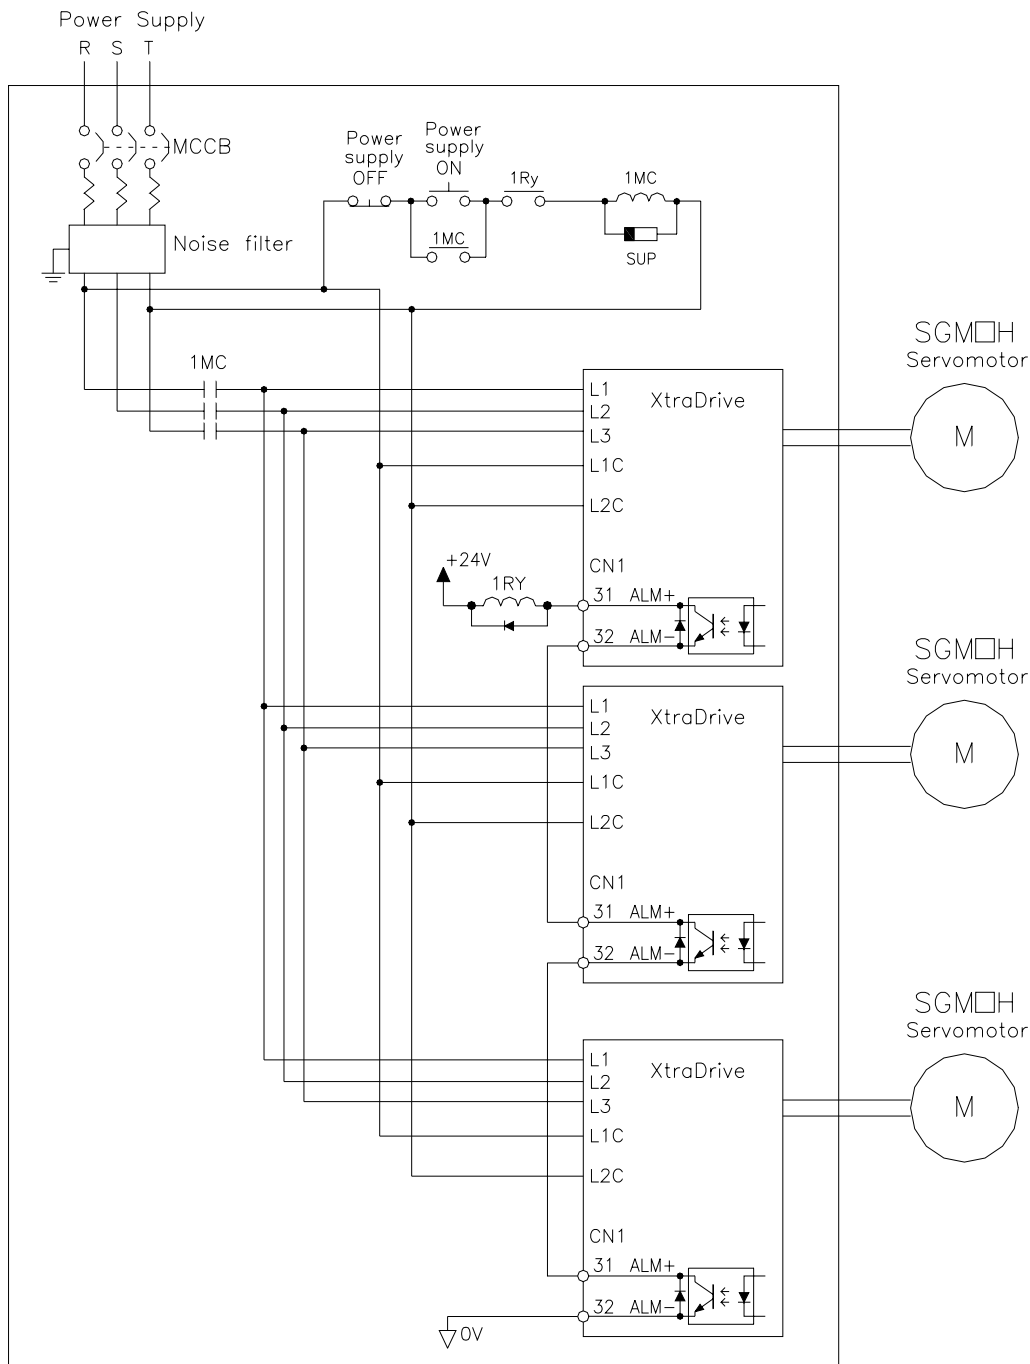 Power Supply
R S T
MCCB
Power
supply
OFF
Power
supply
ON
1Ry
1MC
1MC
SUP
Noise filter
1MC
SGM□H
Servomotor
M
XtraDrive
L1
L2
L3
L1C
L2C
+24V
1RY
CN1
31 ALM+
32 ALM-
SGM□H
Servomotor
M
XtraDrive
L1
L2
L3
L1C
L2C
CN1
31 ALM+
32 ALM-
SGM□H
Servomotor
M
XtraDrive
L1
L2
L3
L1C
L2C
CN1
31 ALM+
32 ALM-
0V